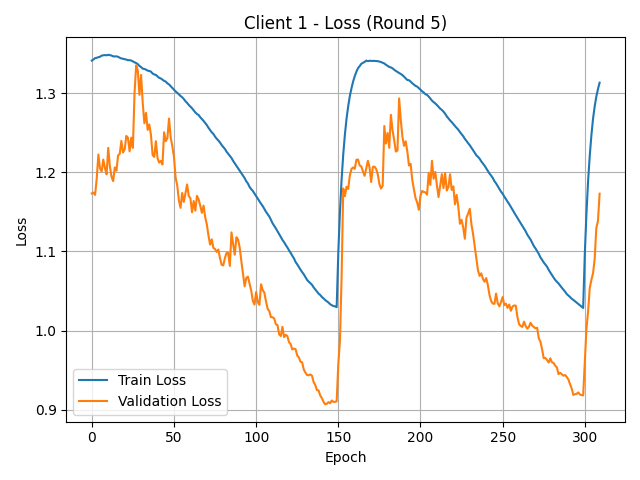 Client 1 - Loss (Round 5)
1.3
1.2
1.1
1.0
0.9
Loss
Train Loss
Validation Loss
0 50 100 150 200 250 300
Epoch